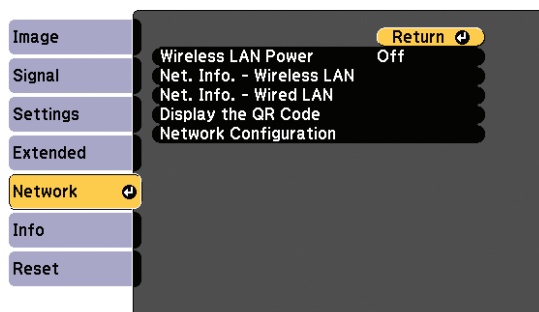 Image
Signal
Settings
Extended
Network
Info
Reset
Return
Wireless LAN Power Off
Net. Info. - Wireless LAN
Net. Info. - Wired LAN
Display the QR Code
Network Configuration